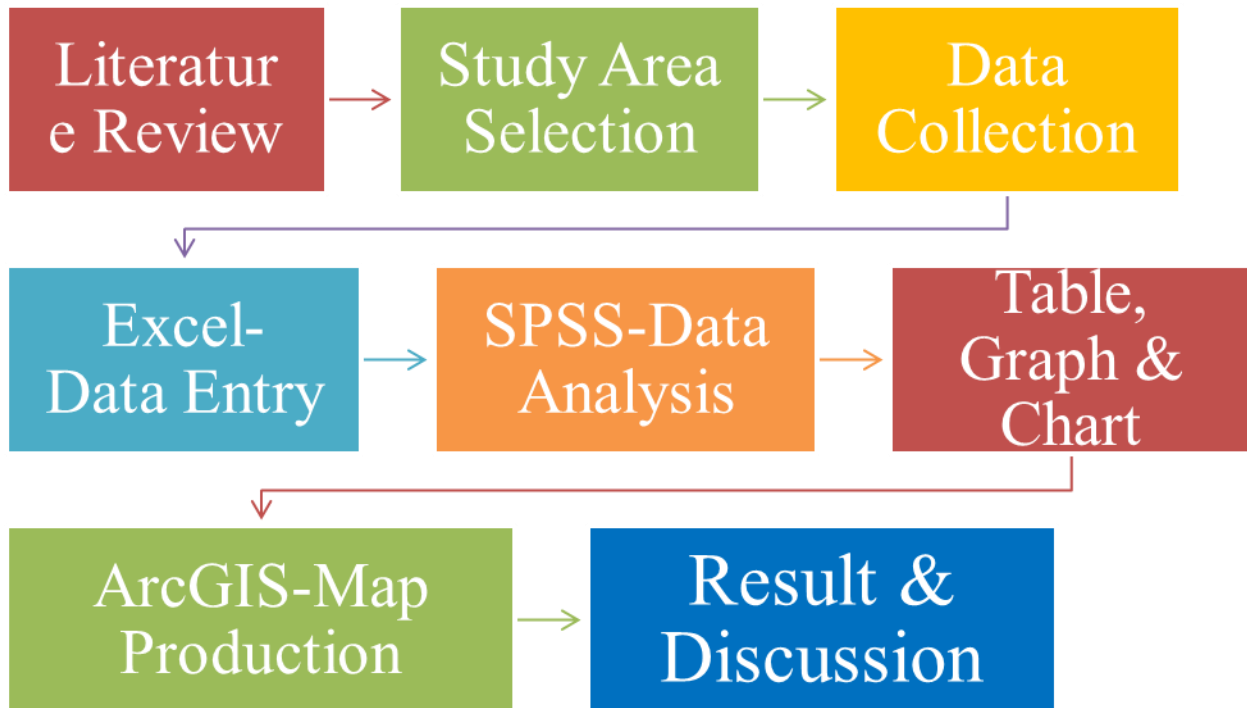 Literatur
e Review
Study Area
Selection
Data
Collection
Excel-
Data Entry
SPSS-Data
Analysis
Table,
Graph &
Chart
ArcGIS-Map
Production
Result &
Discussion